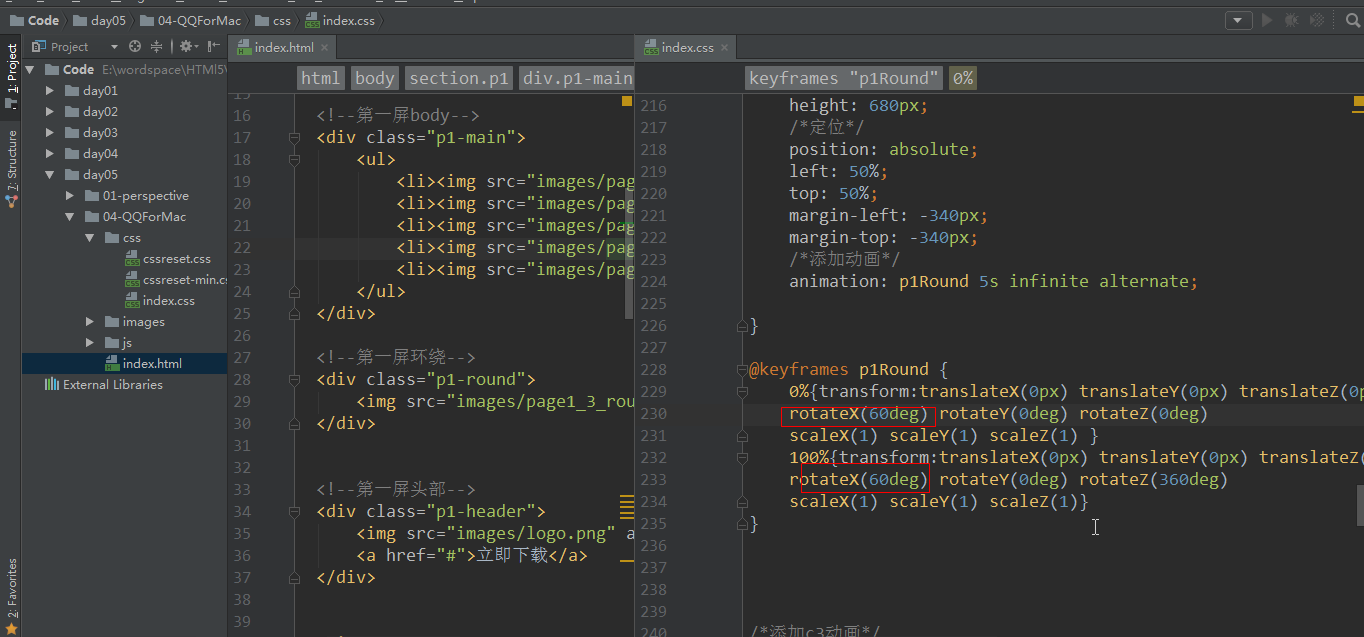 Code day05 04-QQForMac css index.css
1: Project
7: Structure
2: Favorites
Project
Code E:\wordspace\HTMl5\
day01
day02
day03
day04
day05
01-perspective
04-QQForMac
css
cssreset.css
cssreset-min.cs
index.css
images
js
index.html
External Libraries
index.html
html body section.p1 div.p1-main
15
16 <!--第一屏body-->
17 <div class="p1-main">
18 <ul>
19 <li><img src="images/pag
20 <li><img src="images/pag
21 <li><img src="images/pag
22 <li><img src="images/pag
23 <li><img src="images/pag
24 </ul>
25 </div>
26
27 <!--第一屏环绕-->
28 <div class="p1-round">
29 <img src="images/page1_3_rou
30 </div>
31
32
33 <!--第一屏头部-->
34 <div class="p1-header">
35 <img src="images/logo.png" a
36 <a href="#">立即下载</a>
37 </div>
38
39
index.css
keyframes "p1Round" 0%
216 height: 680px;
217 /*定位*/
218 position: absolute;
219 left: 50%;
220 top: 50%;
221 margin-left: -340px;
222 margin-top: -340px;
223 /*添加动画*/
224 animation: p1Round 5s infinite alternate;
225
226 }
227
228 @keyframes p1Round {
229 0%{transform:translateX(0px) translateY(0px) translateZ(0p
230 rotateX(60deg) rotateY(0deg) rotateZ(0deg)
231 scaleX(1) scaleY(1) scaleZ(1) }
232 100%{transform:translateX(0px) translateY(0px) translateZ(
233 rotateX(60deg) rotateY(0deg) rotateZ(360deg)
234 scaleX(1) scaleY(1) scaleZ(1)}
235 }
236
237
238
239
240 /*添加c3动画*/